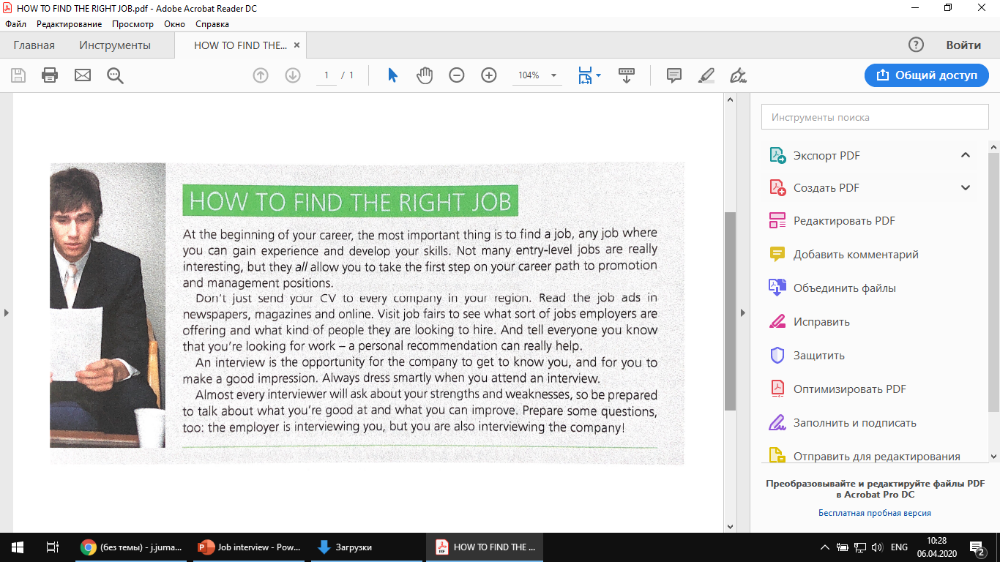 HOW TO FIND THE RIGHT JOB.pdf - Adobe Acrobat Reader DC
Файл Редактирование Просмотр Окно Справка
Главная Инструменты HOW TO FIND THE... × ? Войти
1 / 1 104% Общий доступ
Инструменты поиска
Экспорт PDF
Создать PDF
Редактировать PDF
Добавить комментарий
Объединить файлы
Исправить
Защитить
Оптимизировать PDF
Заполнить и подписать
Отправить для редактирования
Преобразовывайте и редактируйте файлы PDF
в Acrobat Pro DC
Бесплатная пробная версия
HOW TO FIND THE RIGHT JOB
At the beginning of your career, the most important thing is to find a job, any job where
you can gain experience and develop your skills. Not many entry-level jobs are really
interesting, but they all allow you to take the first step on your career path to promotion
and management positions.
Don't just send your CV to every company in your region. Read the job ads in
newspapers, magazines and online. Visit job fairs to see what sort of jobs employers are
offering and what kind of people they are looking to hire. And tell everyone you know
that you're looking for work – a personal recommendation can really help.
An interview is the opportunity for the company to get to know you, and for you to
make a good impression. Always dress smartly when you attend an interview.
Almost every interviewer will ask about your strengths and weaknesses, so be prepared
to talk about what you're good at and what you can improve. Prepare some questions,
too: the employer is interviewing you, but you are also interviewing the company!
(без темы) - j.juma... Job interview - Pow... Загрузки HOW TO FIND THE ... ENG 10:28
06.04.2020 2